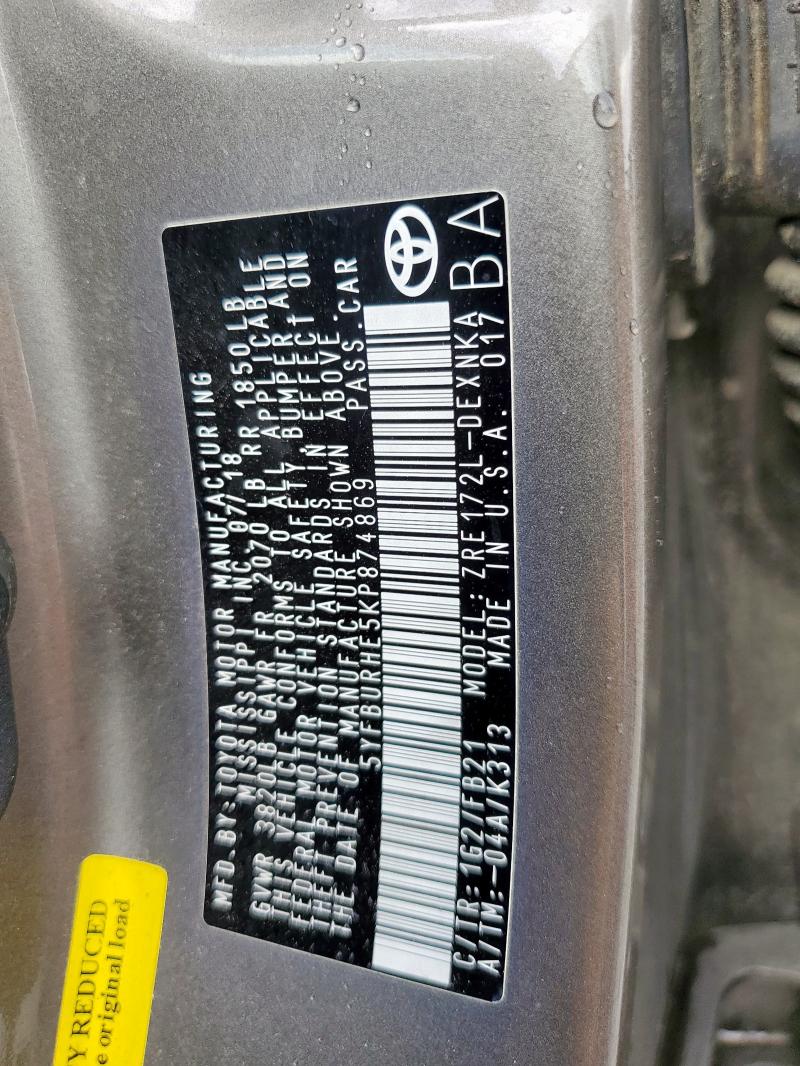 MFD.BY:TOYOTA MOTOR MANUFACTURING
MISSISSIPPI INC. 07/18
GVWR 3820LB GAWR FR 2070 LB RR 1850LB
THIS VEHICLE CONFORMS TO ALL APPLICABLE
FEDERAL MOTOR VEHICLE SAFETY, BUMPER AND
THEFT PREVENTION STANDARDS IN EFFECT ON
THE DATE OF MANUFACTURE SHOWN ABOVE.
5YFBURHE5KP874869 PASS.CAR
C/TR:1G2/FB21 MODEL: ZRE172L-DEXNKA
A/TM:-04A/K313 MADE IN U.S.A. 017
BA
Y REDUCED
e original load